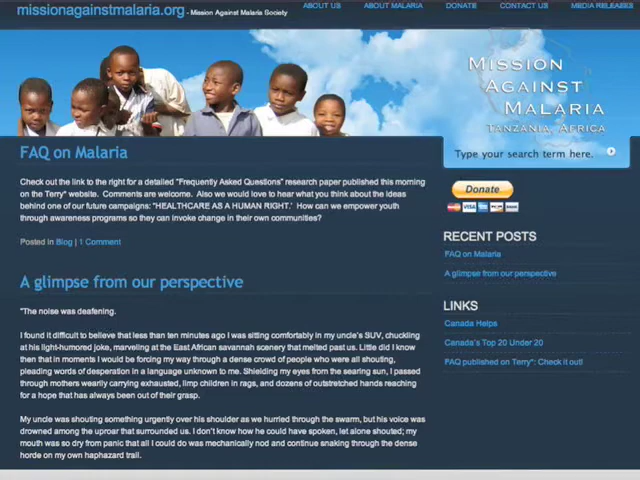 missionagainstmalaria.org - Mission Against Malaria Society
ABOUT US ABOUT MALARIA DONATE CONTACT US MEDIA RELEASES
MISSION
AGAINST
MALARIA
TANZANIA, AFRICA
Type your search term here.
FAQ on Malaria
Check out the link to the right for a detailed "Frequently Asked Questions" research paper published this morning
on the Terry* website. Comments are welcome. Also we would love to hear what you think about the ideas
behind one of our future campaigns: "HEALTHCARE AS A HUMAN RIGHT." How can we empower youth
through awareness programs so they can invoke change in their own communities?
Posted in Blog | 1 Comment
A glimpse from our perspective
"The noise was deafening.
I found it difficult to believe that less than ten minutes ago I was sitting comfortably in my uncle's SUV, chuckling
at his light-humored joke, marveling at the East African savannah scenery that melted past us. Little did I know
then that in moments I would be forcing my way through a dense crowd of people who were all shouting,
pleading words of desperation in a language unknown to me. Shielding my eyes from the searing sun, I passed
through mothers wearily carrying exhausted, limp children in rags, and dozens of outstretched hands reaching
for a hope that has always been out of their grasp.
My uncle was shouting something urgently over his shoulder as we hurried through the swarm, but his voice was
drowned among the uproar that surrounded us. I don't know how he could have spoken, let alone shouted; my
mouth was so dry from panic that all I could do was mechanically nod and continue snaking through the dense
horde on my own haphazard trail.
Donate
VISA
RECENT POSTS
FAQ on Malaria
A glimpse from our perspective
LINKS
Canada Helps
Canada's Top 20 Under 20
FAQ published on Terry*: Check it out!